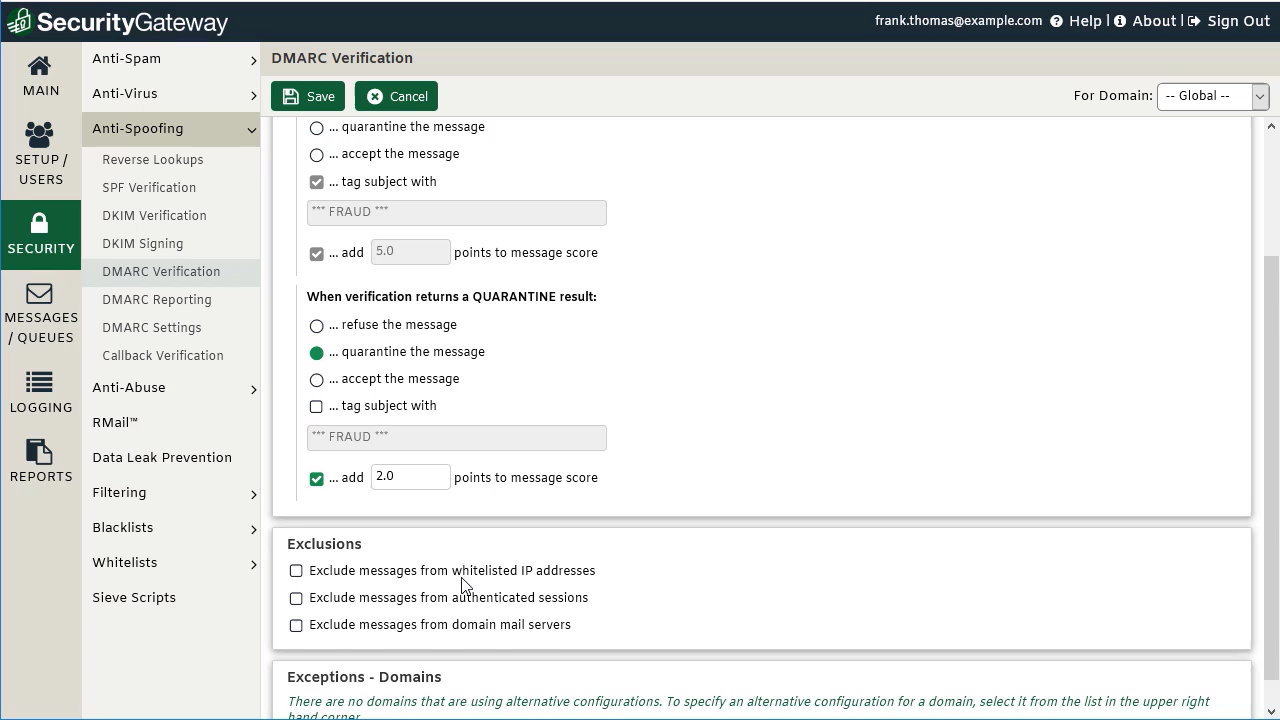 SecurityGateway
frank.thomas@example.com Help | About | Sign Out
MAIN
SETUP /
USERS
SECURITY
MESSAGES
/ QUEUES
LOGGING
REPORTS
Anti-Spam
Anti-Virus
Anti-Spoofing
Reverse Lookups
SPF Verification
DKIM Verification
DKIM Signing
DMARC Verification
DMARC Reporting
DMARC Settings
Callback Verification
Anti-Abuse
RMail™
Data Leak Prevention
Filtering
Blacklists
Whitelists
Sieve Scripts
DMARC Verification
Save Cancel
For Domain: -- Global --
... quarantine the message
... accept the message
... tag subject with
*** FRAUD ***
... add 5.0 points to message score
When verification returns a QUARANTINE result:
... refuse the message
... quarantine the message
... accept the message
... tag subject with
*** FRAUD ***
... add 2.0 points to message score
Exclusions
Exclude messages from whitelisted IP addresses
Exclude messages from authenticated sessions
Exclude messages from domain mail servers
Exceptions - Domains
There are no domains that are using alternative configurations. To specify an alternative configuration for a domain, select it from the list in the upper right
hand corner.